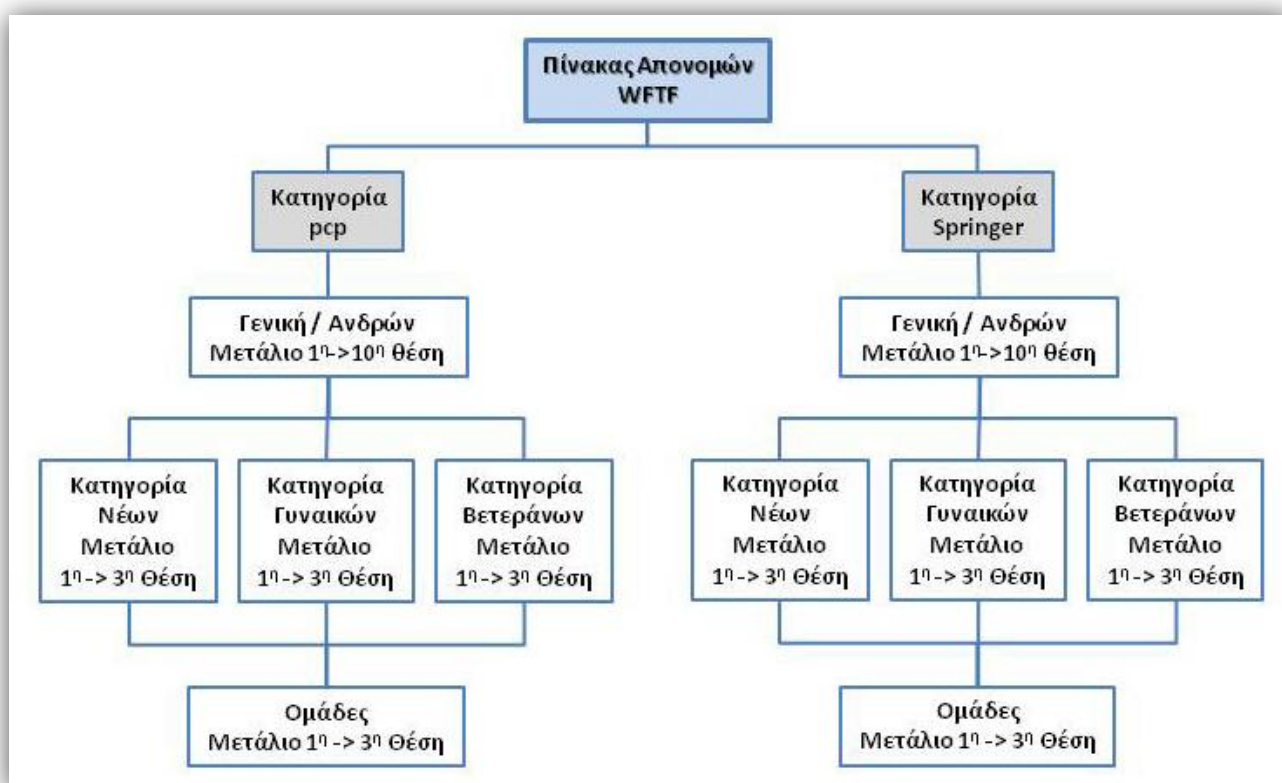 Πίνακας Απονομών
WFTF
Κατηγορία
pcp
Κατηγορία
Springer
Γενική / Ανδρών
Μετάλιο 1η->10η θέση
Γενική / Ανδρών
Μετάλιο 1η->10η θέση
Κατηγορία
Νέων
Μετάλιο
1η -> 3η Θέση
Κατηγορία
Γυναικών
Μετάλιο
1η -> 3η Θέση
Κατηγορία
Βετεράνων
Μετάλιο
1η -> 3η Θέση
Κατηγορία
Νέων
Μετάλιο
1η -> 3η Θέση
Κατηγορία
Γυναικών
Μετάλιο
1η -> 3η Θέση
Κατηγορία
Βετεράνων
Μετάλιο
1η -> 3η Θέση
Ομάδες
Μετάλιο 1η -> 3η Θέση
Ομάδες
Μετάλιο 1η -> 3η Θέση